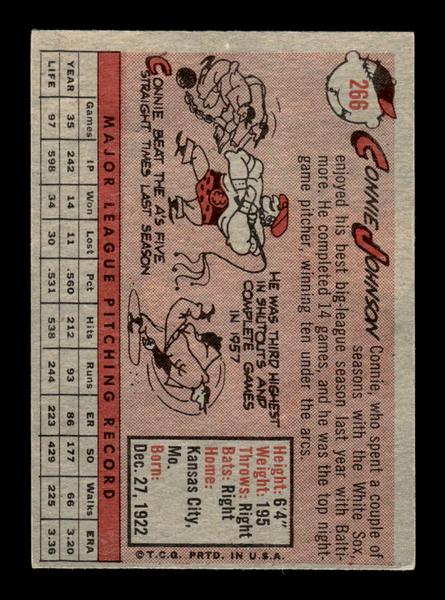 266
CONNIE JOHNSON
Connie, who spent a couple of
seasons with the White Sox,
enjoyed his best big-league season last year with Balti-
more. He completed 14 games, and he was the top night-
game pitcher, winning ten under the arcs.
CONNIE BEAT THE A'S FIVE
STRAIGHT TIMES LAST SEASON
HE WAS THIRD HIGHEST
IN SHUTOUTS AND
COMPLETE GAMES
IN 1957
Height: 6'4"
Weight: 195
Throws: Right
Bats: Right
Home:
Kansas City,
Mo.
Born:
Dec. 27, 1922
©T.C.G. PRTD. IN U.S.A.
MAJOR LEAGUE PITCHING RECORD
Games IP Won Lost Pct Hits Runs ER SO Walks ERA
YEAR 35 242 14 11 .560 212 93 86 177 66 3.20
LIFE 97 598 34 30 .531 538 244 223 429 225 3.36